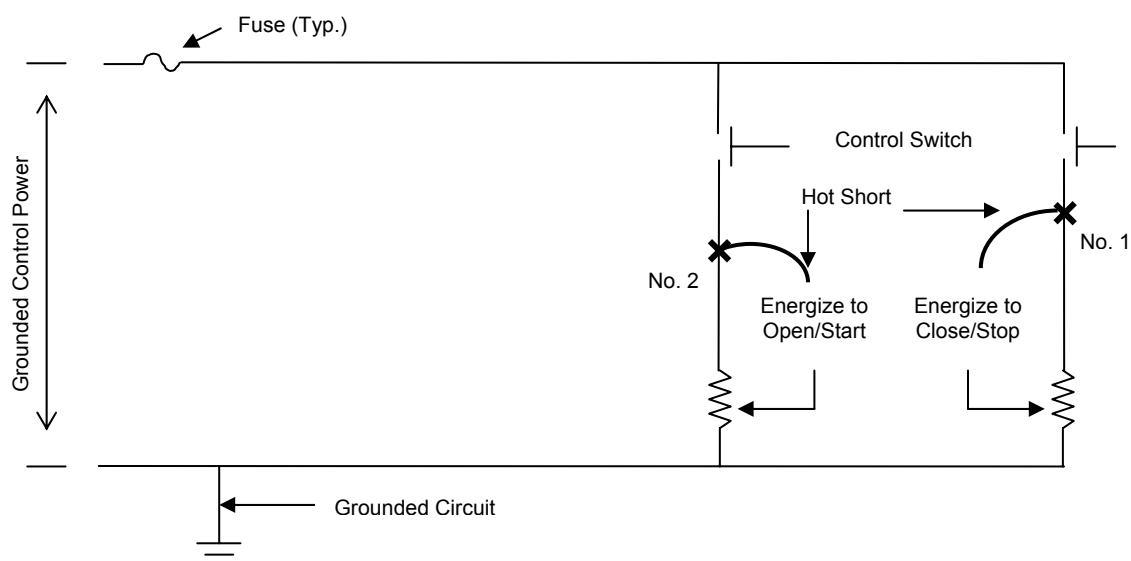 Fuse (Typ.)
Grounded Control Power
Control Switch
Hot Short
No. 1
No. 2
Energize to
Open/Start
Energize to
Close/Stop
Grounded Circuit